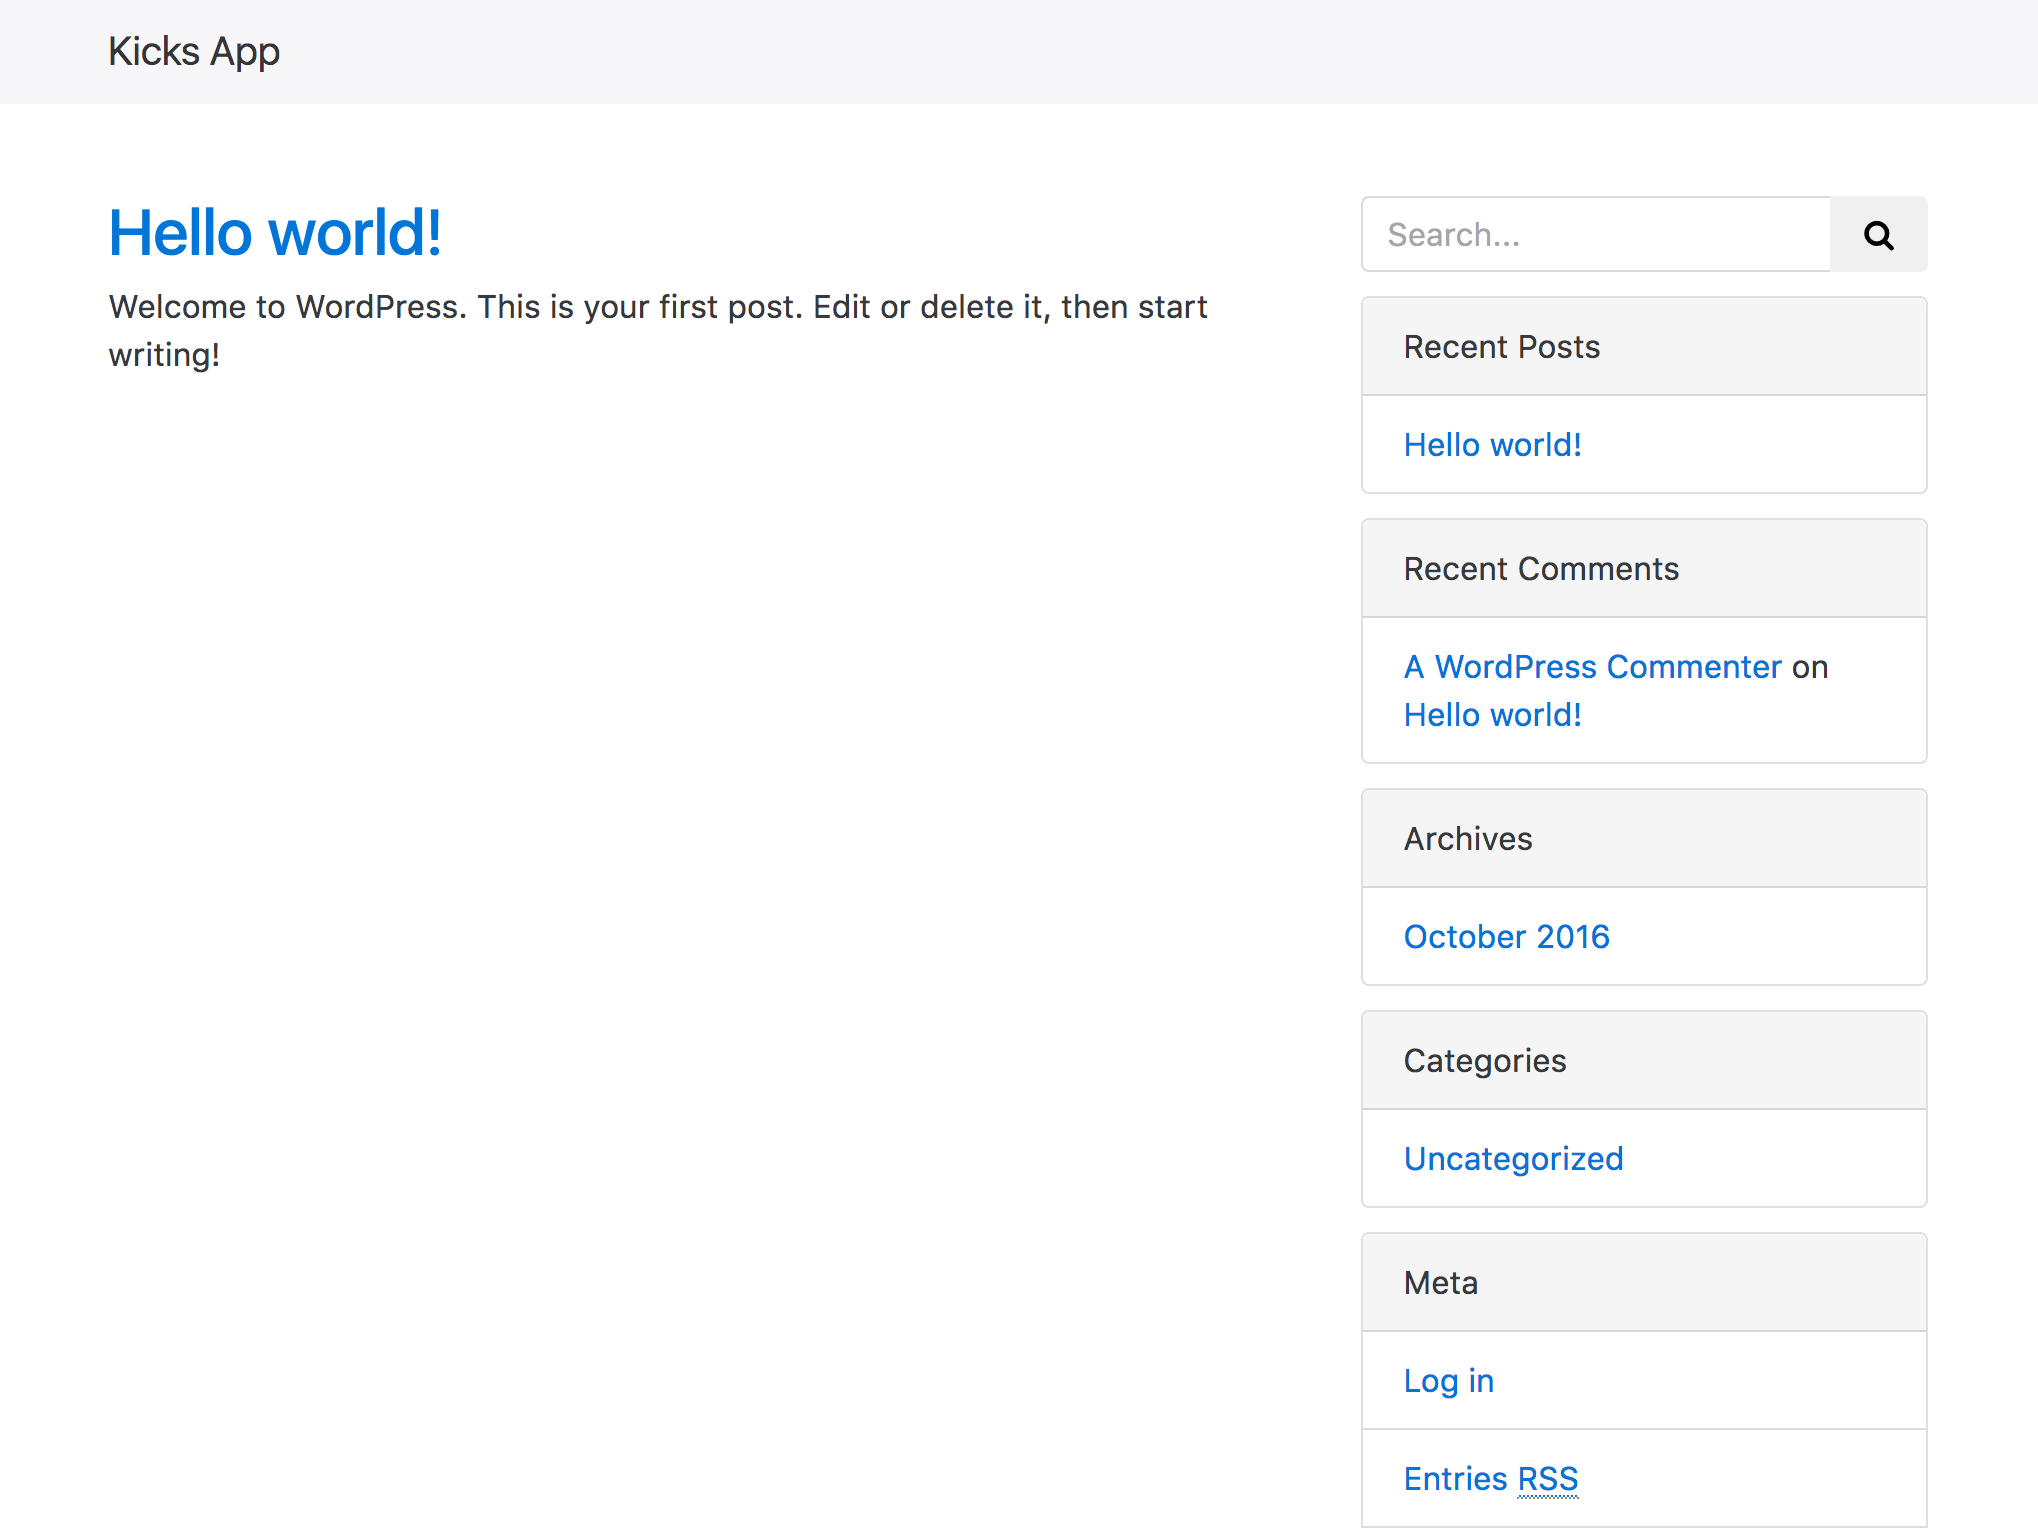 Kicks App
Hello world!
Welcome to WordPress. This is your first post. Edit or delete it, then start
writing!
Search...
Recent Posts
Hello world!
Recent Comments
A WordPress Commenter on
Hello world!
Archives
October 2016
Categories
Uncategorized
Meta
Log in
Entries RSS